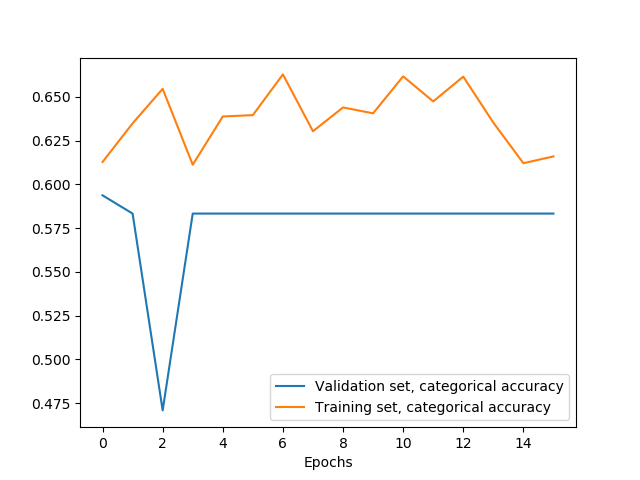 0.650
0.625
0.600
0.575
0.550
0.525
0.500
0.475
Validation set, categorical accuracy
Training set, categorical accuracy
0 2 4 6 8 10 12 14
Epochs